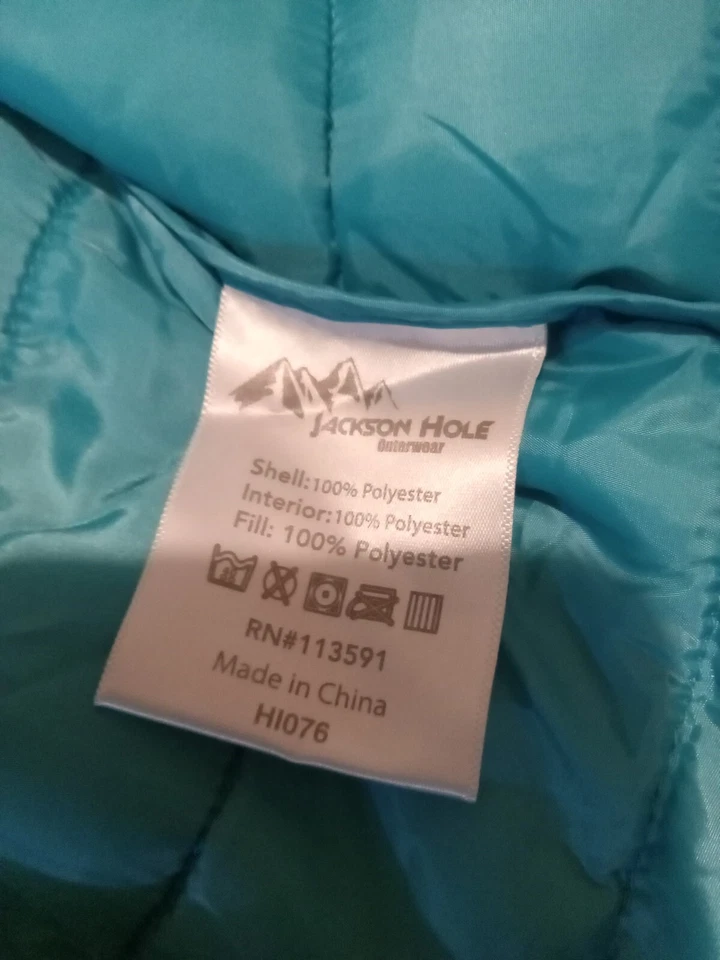 JACKSON HOLE
Outerwear
Shell:100% Polyester
Interior:100% Polyester
Fill: 100% Polyester
RN#113591
Made in China
HI076